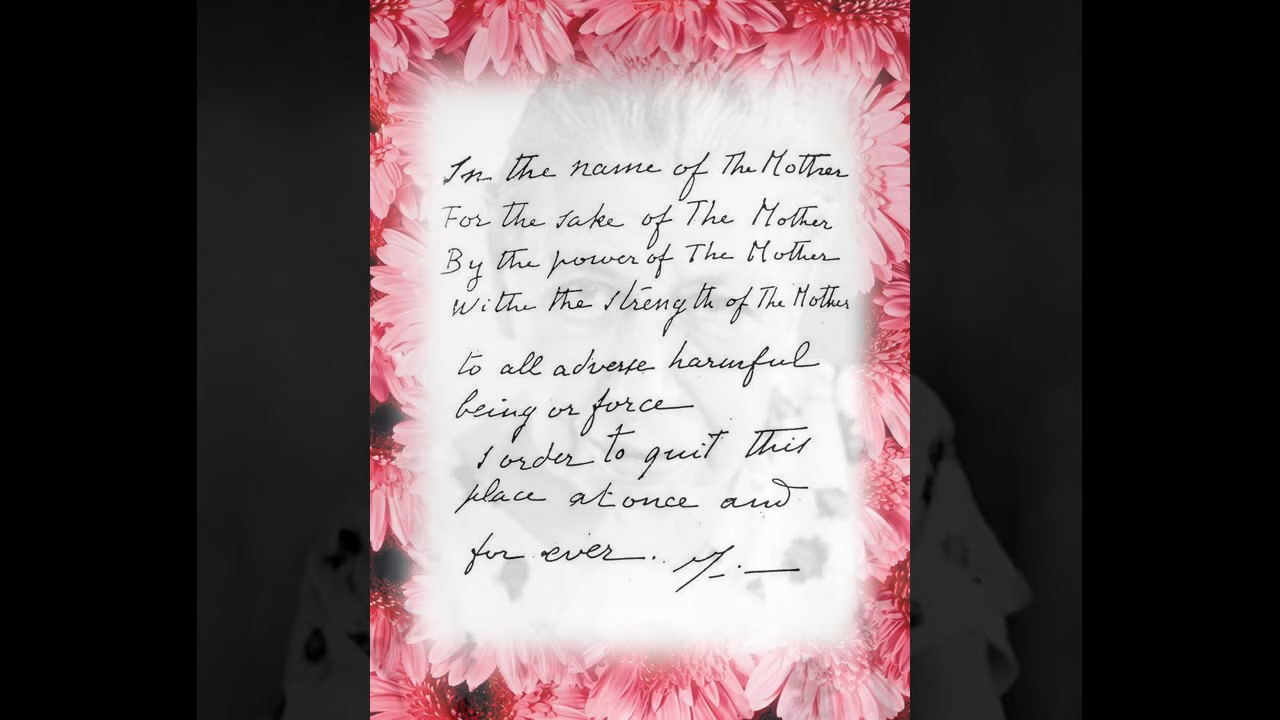 In the name of The Mother
For the sake of The Mother
By the power of The Mother
Withe the strength of The Mother
to all adverse harmful
being or force
I order to quit this
place at once and
for ever.